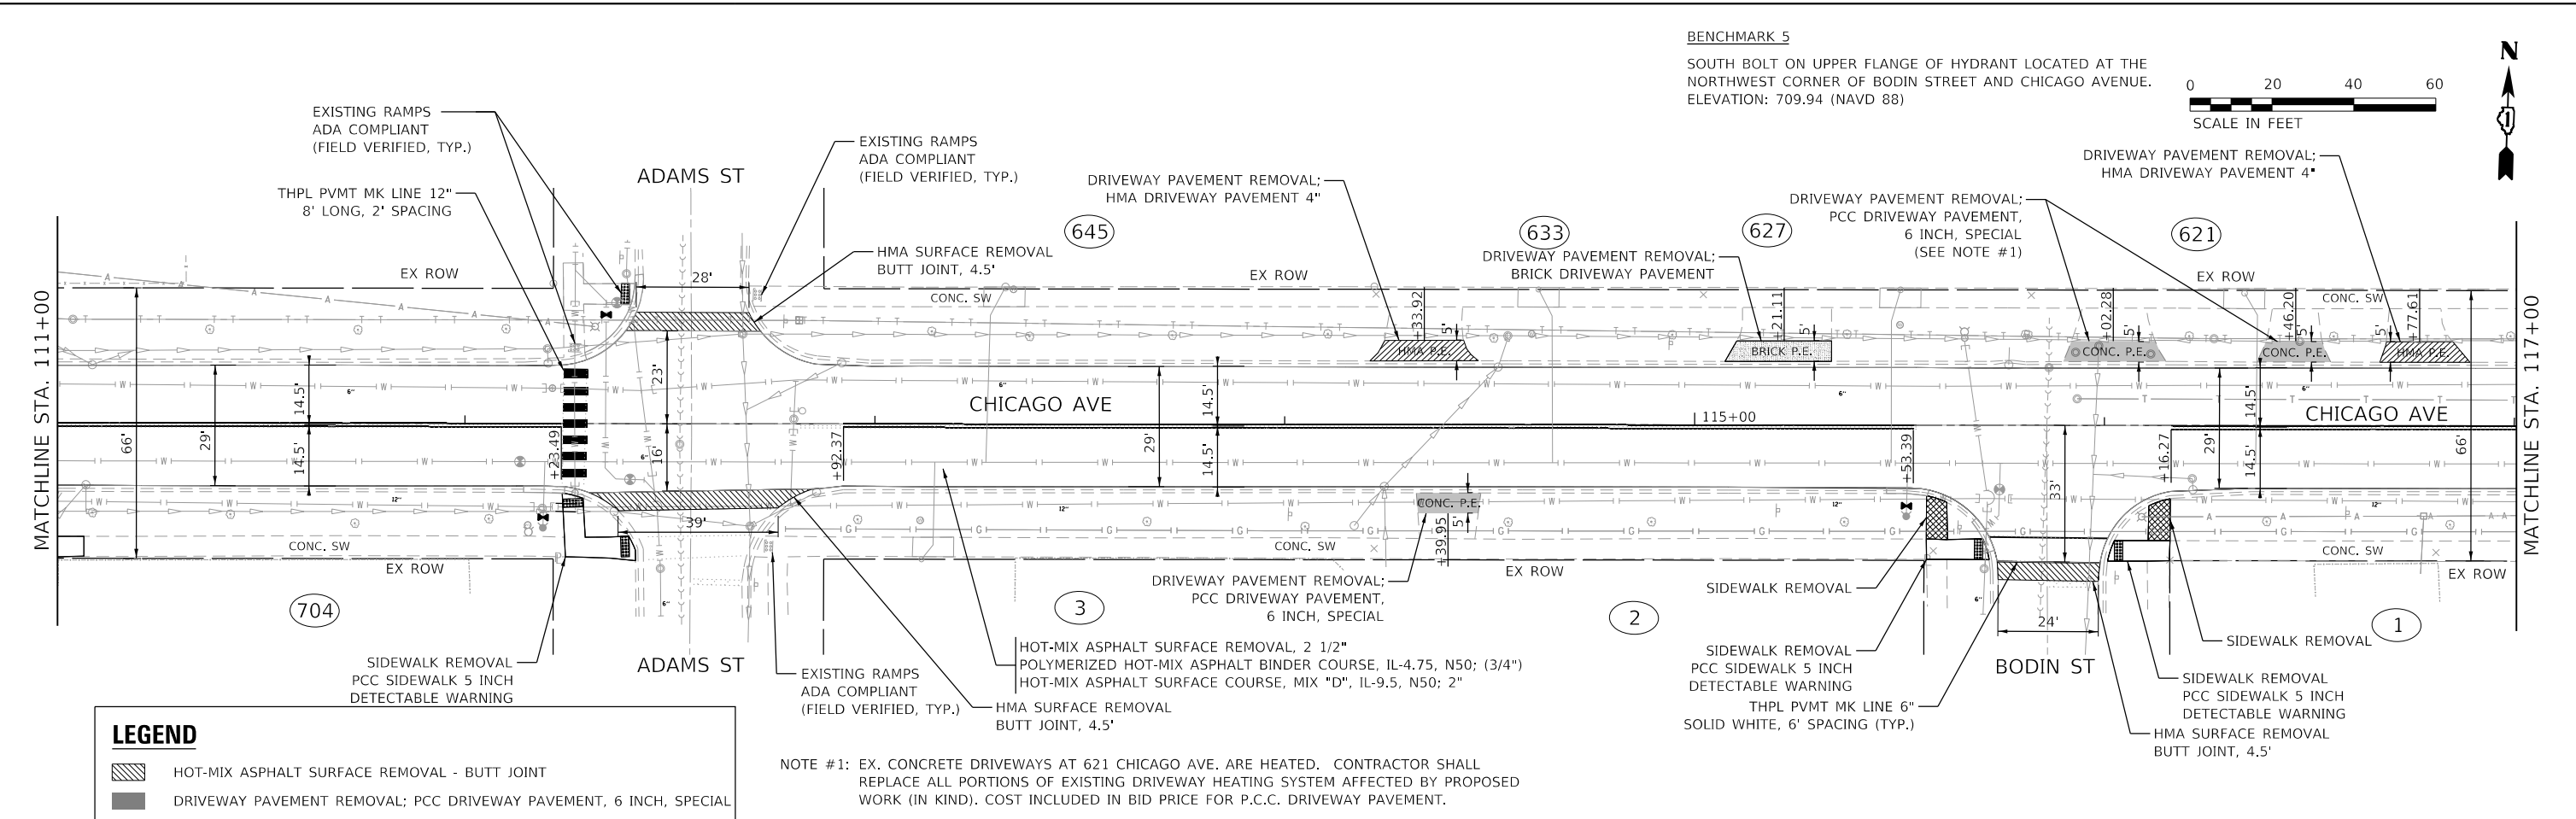 BENCHMARK 5
SOUTH BOLT ON UPPER FLANGE OF HYDRANT LOCATED AT THE
NORTHWEST CORNER OF BODIN STREET AND CHICAGO AVENUE.
ELEVATION: 709.94 (NAVD 88)
0 20 40 60
SCALE IN FEET
N
1
EXISTING RAMPS
ADA COMPLIANT
(FIELD VERIFIED, TYP.)
THPL PVMT MK LINE 12"
8' LONG, 2' SPACING
ADAMS ST
EXISTING RAMPS
ADA COMPLIANT
(FIELD VERIFIED, TYP.)
HMA SURFACE REMOVAL
BUTT JOINT, 4.5'
645
DRIVEWAY PAVEMENT REMOVAL;
HMA DRIVEWAY PAVEMENT 4"
633
DRIVEWAY PAVEMENT REMOVAL;
BRICK DRIVEWAY PAVEMENT
627
DRIVEWAY PAVEMENT REMOVAL;
PCC DRIVEWAY PAVEMENT,
6 INCH, SPECIAL
(SEE NOTE #1)
DRIVEWAY PAVEMENT REMOVAL;
HMA DRIVEWAY PAVEMENT 4"
621
EX ROW
28'
CONC. SW
EX ROW
EX ROW
CONC. SW
+33.92
5'
HMA P.E.
+21.11
5'
BRICK P.E.
+02.28
5'
CONC. P.E.
+46.20
5'
CONC. P.E.
5'
+77.61
HMA P.E.
MATCHLINE STA. 111+00
66'
29'
14.5'
14.5'
+23.49
23'
16'
+92.37
CHICAGO AVE
29'
14.5'
14.5'
115+00
+53.39
33'
+16.27
29'
14.5'
14.5'
CHICAGO AVE
66'
MATCHLINE STA. 117+00
39'
CONC. SW
EX ROW
CONC. P.E.
5'
+39.95
CONC. SW
EX ROW
CONC. SW
EX ROW
704
3
2
1
24'
SIDEWALK REMOVAL
PCC SIDEWALK 5 INCH
DETECTABLE WARNING
ADAMS ST
EXISTING RAMPS
ADA COMPLIANT
(FIELD VERIFIED, TYP.)
HOT-MIX ASPHALT SURFACE REMOVAL, 2 1/2"
POLYMERIZED HOT-MIX ASPHALT BINDER COURSE, IL-4.75, N50; (3/4")
HOT-MIX ASPHALT SURFACE COURSE, MIX "D", IL-9.5, N50; 2"
HMA SURFACE REMOVAL
BUTT JOINT, 4.5'
DRIVEWAY PAVEMENT REMOVAL;
PCC DRIVEWAY PAVEMENT,
6 INCH, SPECIAL
SIDEWALK REMOVAL
SIDEWALK REMOVAL
PCC SIDEWALK 5 INCH
DETECTABLE WARNING
THPL PVMT MK LINE 6"
SOLID WHITE, 6' SPACING (TYP.)
BODIN ST
SIDEWALK REMOVAL
SIDEWALK REMOVAL
PCC SIDEWALK 5 INCH
DETECTABLE WARNING
HMA SURFACE REMOVAL
BUTT JOINT, 4.5'
LEGEND
HOT-MIX ASPHALT SURFACE REMOVAL - BUTT JOINT
DRIVEWAY PAVEMENT REMOVAL; PCC DRIVEWAY PAVEMENT, 6 INCH, SPECIAL
NOTE #1: EX. CONCRETE DRIVEWAYS AT 621 CHICAGO AVE. ARE HEATED. CONTRACTOR SHALL
REPLACE ALL PORTIONS OF EXISTING DRIVEWAY HEATING SYSTEM AFFECTED BY PROPOSED
WORK (IN KIND). COST INCLUDED IN BID PRICE FOR P.C.C. DRIVEWAY PAVEMENT.